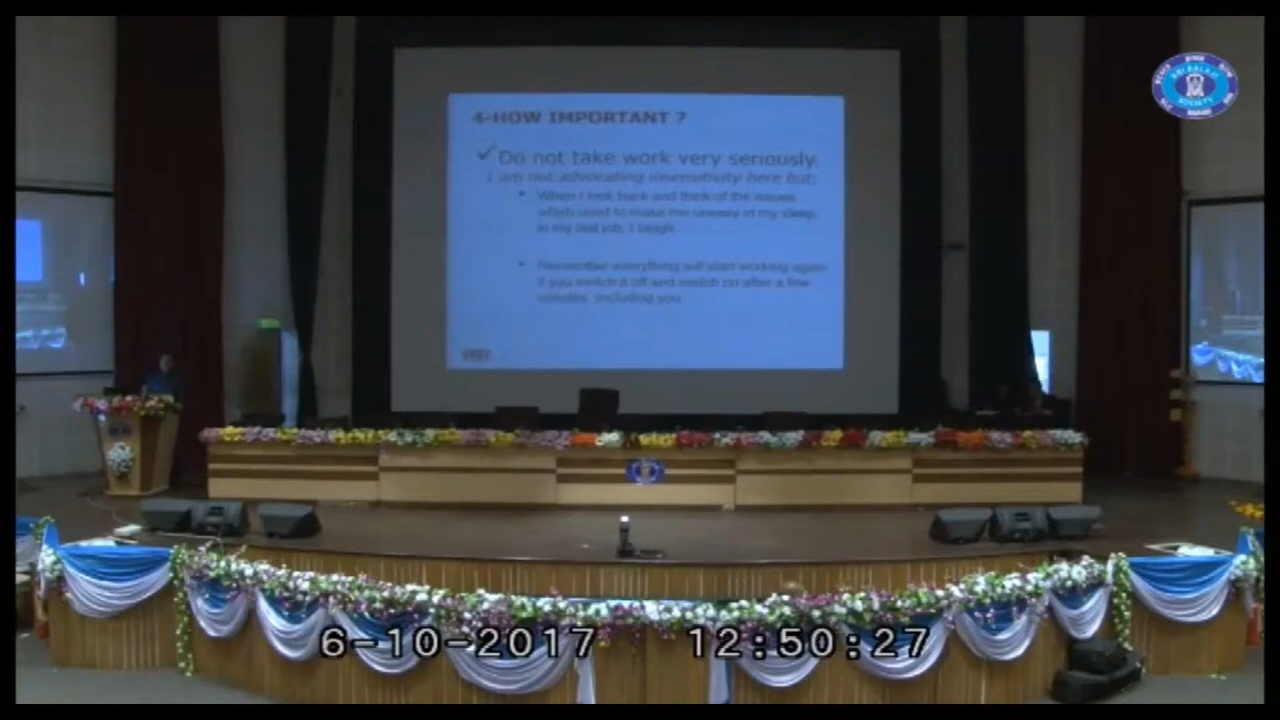 4-HOW IMPORTANT ?
✓Do not take work very seriously.
I am not advocating insensitivity here but;
When I look back and think of the issues,
which used to make me uneasy in my sleep,
in my last job, I laugh
Remember everything will start working again
if you switch it off and switch on after a few
minutes including you.
SRI BALAJI
SOCIETY
6-10-2017 12:50:27